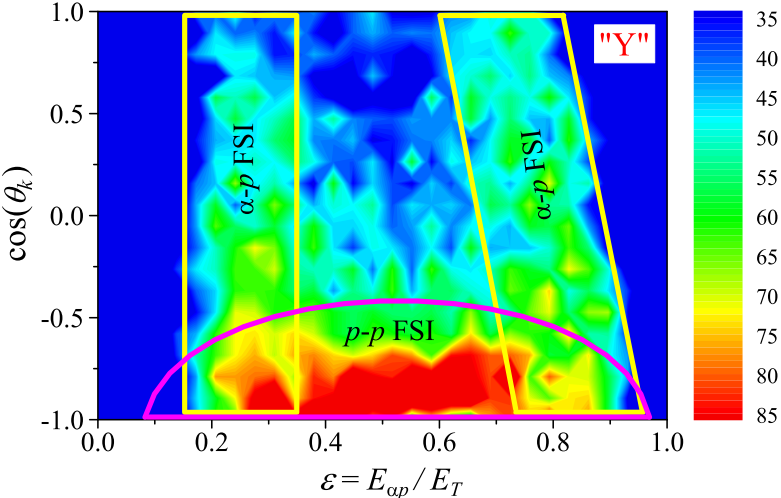 "Y"
1.0
0.5
0.0
-0.5
-1.0
cos(θk)
α-p FSI
α-p FSI
p-p FSI
0.0 0.2 0.4 0.6 0.8 1.0
ε = Eαp / ET
35
40
45
50
55
60
65
70
75
80
85